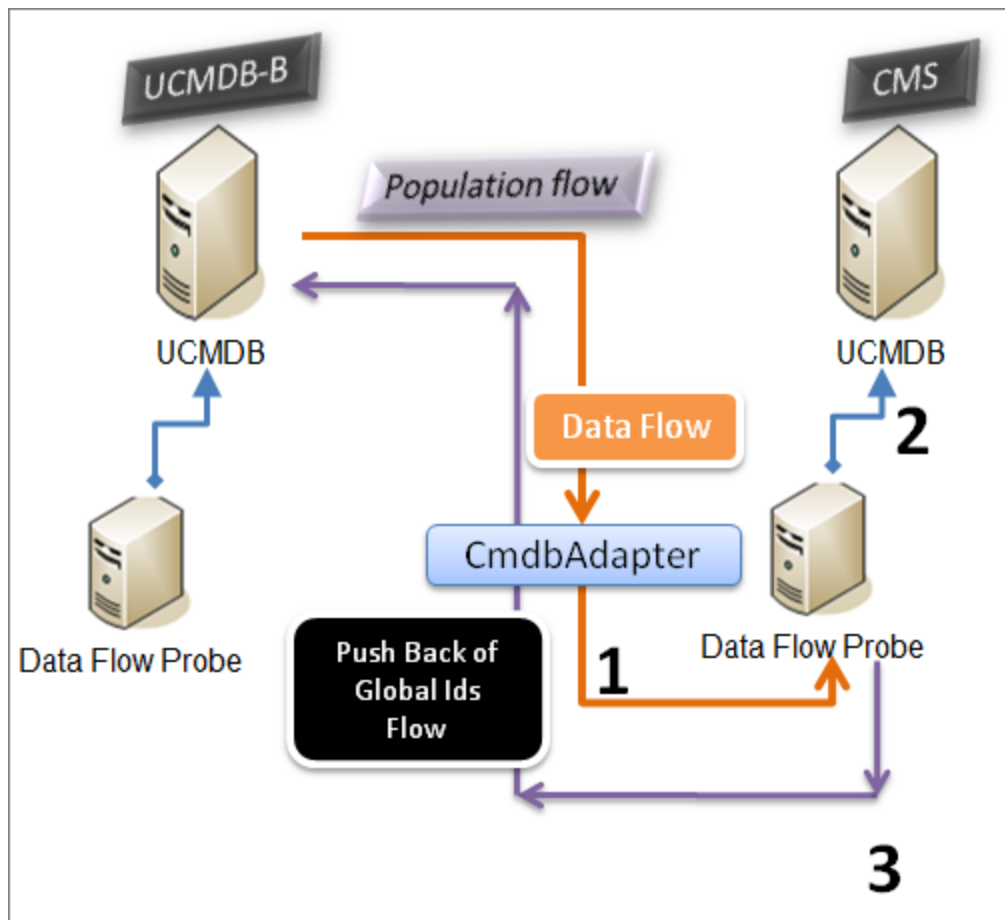 UCMDB-B
CMS
Population flow
UCMDB
UCMDB
2
Data Flow
CmdbAdapter
Data Flow Probe
Push Back of
Global Ids
Flow
1
Data Flow Probe
3